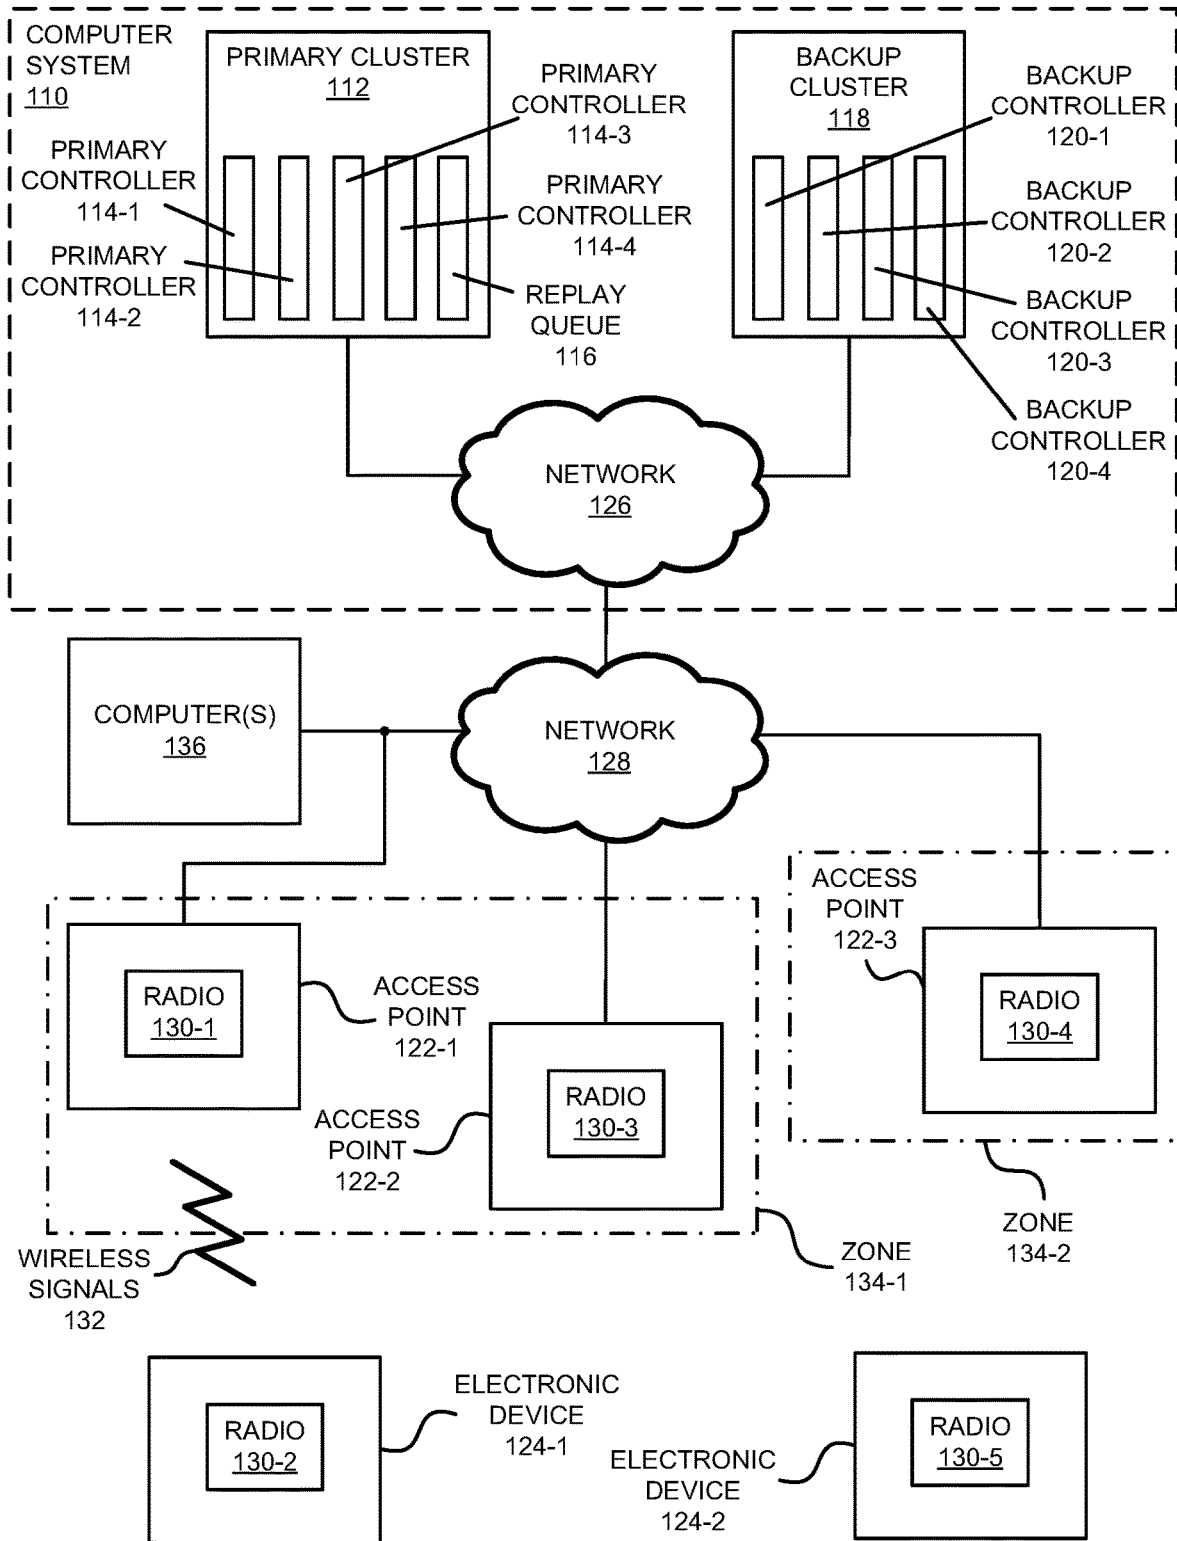 COMPUTER
SYSTEM
110
PRIMARY CLUSTER
112
PRIMARY
CONTROLLER
114-3
BACKUP
CLUSTER
118
BACKUP
CONTROLLER
120-1
PRIMARY
CONTROLLER
114-1
PRIMARY
CONTROLLER
114-4
BACKUP
CONTROLLER
120-2
PRIMARY
CONTROLLER
114-2
REPLAY
QUEUE
116
BACKUP
CONTROLLER
120-3
BACKUP
CONTROLLER
120-4
NETWORK
126
COMPUTER(S)
136
NETWORK
128
ACCESS
POINT
122-3
RADIO
130-1
ACCESS
POINT
122-1
RADIO
130-4
RADIO
130-3
ACCESS
POINT
122-2
WIRELESS
SIGNALS
132
ZONE
134-1
ZONE
134-2
RADIO
130-2
ELECTRONIC
DEVICE
124-1
RADIO
130-5
ELECTRONIC
DEVICE
124-2